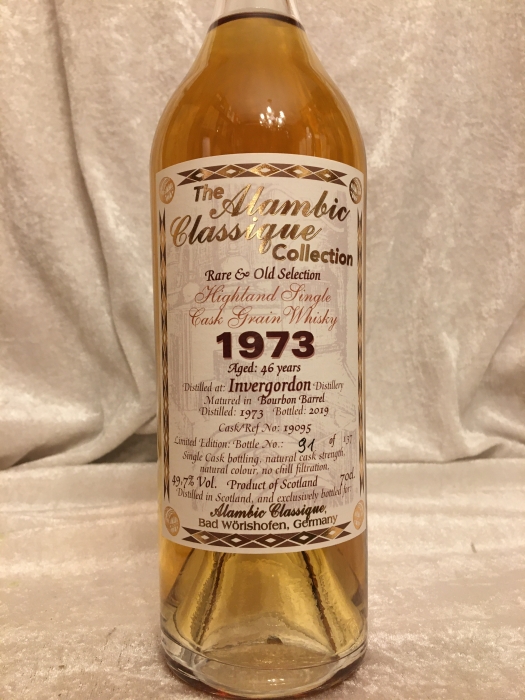 The Alambic
Classique
Collection
Rare & Old Selection
Highland Single
Cask Grain Whisky
1973
Aged: 46 years
Distilled at: Invergordon Distillery
Matured in Bourbon Barrel
Distilled: 1973 Bottled: 2019
Cask/Ref.No: 19095
Limited Edition: Bottle No.: 91 of 137
Single Cask bottling, natural cask strength,
natural colour, no chill filtration.
49,7% Vol. Product of Scotland 70cl.
Distilled in Scotland, and exclusively bottled for
Alambic Classique,
Bad Wörishofen, Germany